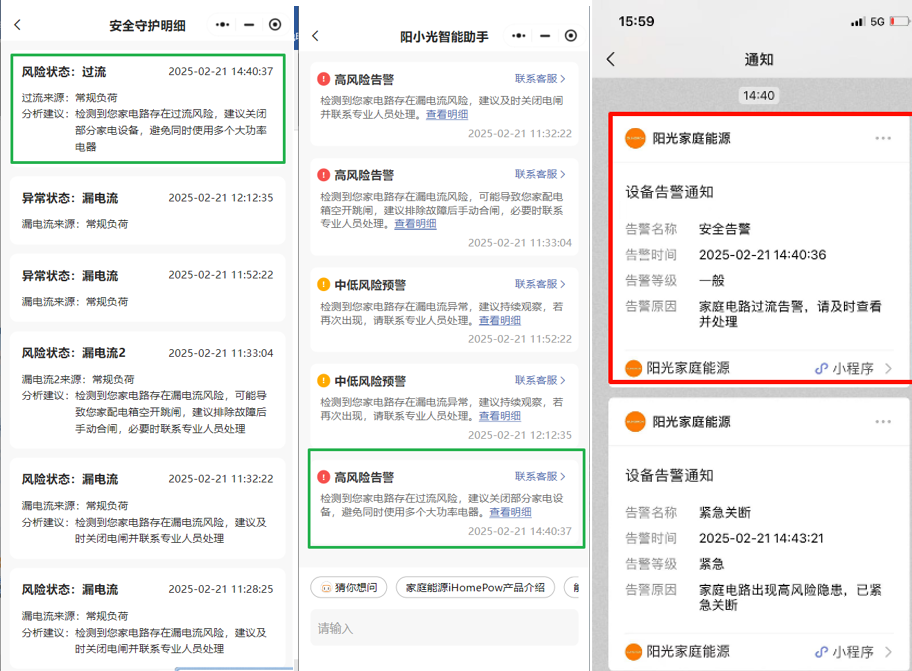 安全守护明细
风险状态：过流
2025-02-21 14:40:37
过流来源：常规负荷
分析建议：检测到您家电路存在过流风险，建议关闭
部分家电设备，避免同时使用多个大功率
电器
异常状态：漏电流
2025-02-21 12:12:35
漏电流来源：常规负荷
异常状态：漏电流
2025-02-21 11:52:22
漏电流来源：常规负荷
风险状态：漏电流2
2025-02-21 11:33:04
漏电流2来源：常规负荷
分析建议：检测到您家电路存在漏电流风险，可能导
致您家配电箱空开跳闸，建议排除故障后
手动合闸，必要时联系专业人员处理
风险状态：漏电流
2025-02-21 11:32:22
漏电流来源：常规负荷
分析建议：检测到您家电路存在漏电流风险，建议及
时关闭电闸并联系专业人员处理
风险状态：漏电流
2025-02-21 11:28:25
漏电流来源：常规负荷
分析建议：检测到您家电路存在漏电流风险，建议及
时关闭电闸并联系专业人员处理
阳小光智能助手
高风险告警
联系客服
检测到您家电路存在漏电流风险，建议及时关闭电闸
并联系专业人员处理。查看明细
2025-02-21 11:32:22
高风险告警
联系客服
检测到您家电路存在漏电流风险，可能导致您家配电
箱空开跳闸，建议排除故障后手动合闸，必要时联系
专业人员处理。查看明细
2025-02-21 11:33:04
中低风险预警
联系客服
检测到您家电路存在漏电流异常，建议持续观察，若
再次出现，请联系专业人员处理。查看明细
2025-02-21 11:52:22
中低风险预警
联系客服
检测到您家电路存在漏电流异常，建议持续观察，若
再次出现，请联系专业人员处理。查看明细
2025-02-21 12:12:35
高风险告警
联系客服
检测到您家电路存在过流风险，建议关闭部分家电设
备，避免同时使用多个大功率电器。查看明细
2025-02-21 14:40:37
猜你想问
家庭能源iHomePow产品介绍
请输入
15:59
5G
通知
14:40
阳光家庭能源
设备告警通知
告警名称 安全告警
告警时间 2025-02-21 14:40:36
告警等级 一般
告警原因 家庭电路过流告警，请及时查看
并处理
阳光家庭能源
小程序
阳光家庭能源
设备告警通知
告警名称 紧急关断
告警时间 2025-02-21 14:43:21
告警等级 紧急
告警原因 家庭电路出现高风险隐患，已紧
急关断
阳光家庭能源
小程序